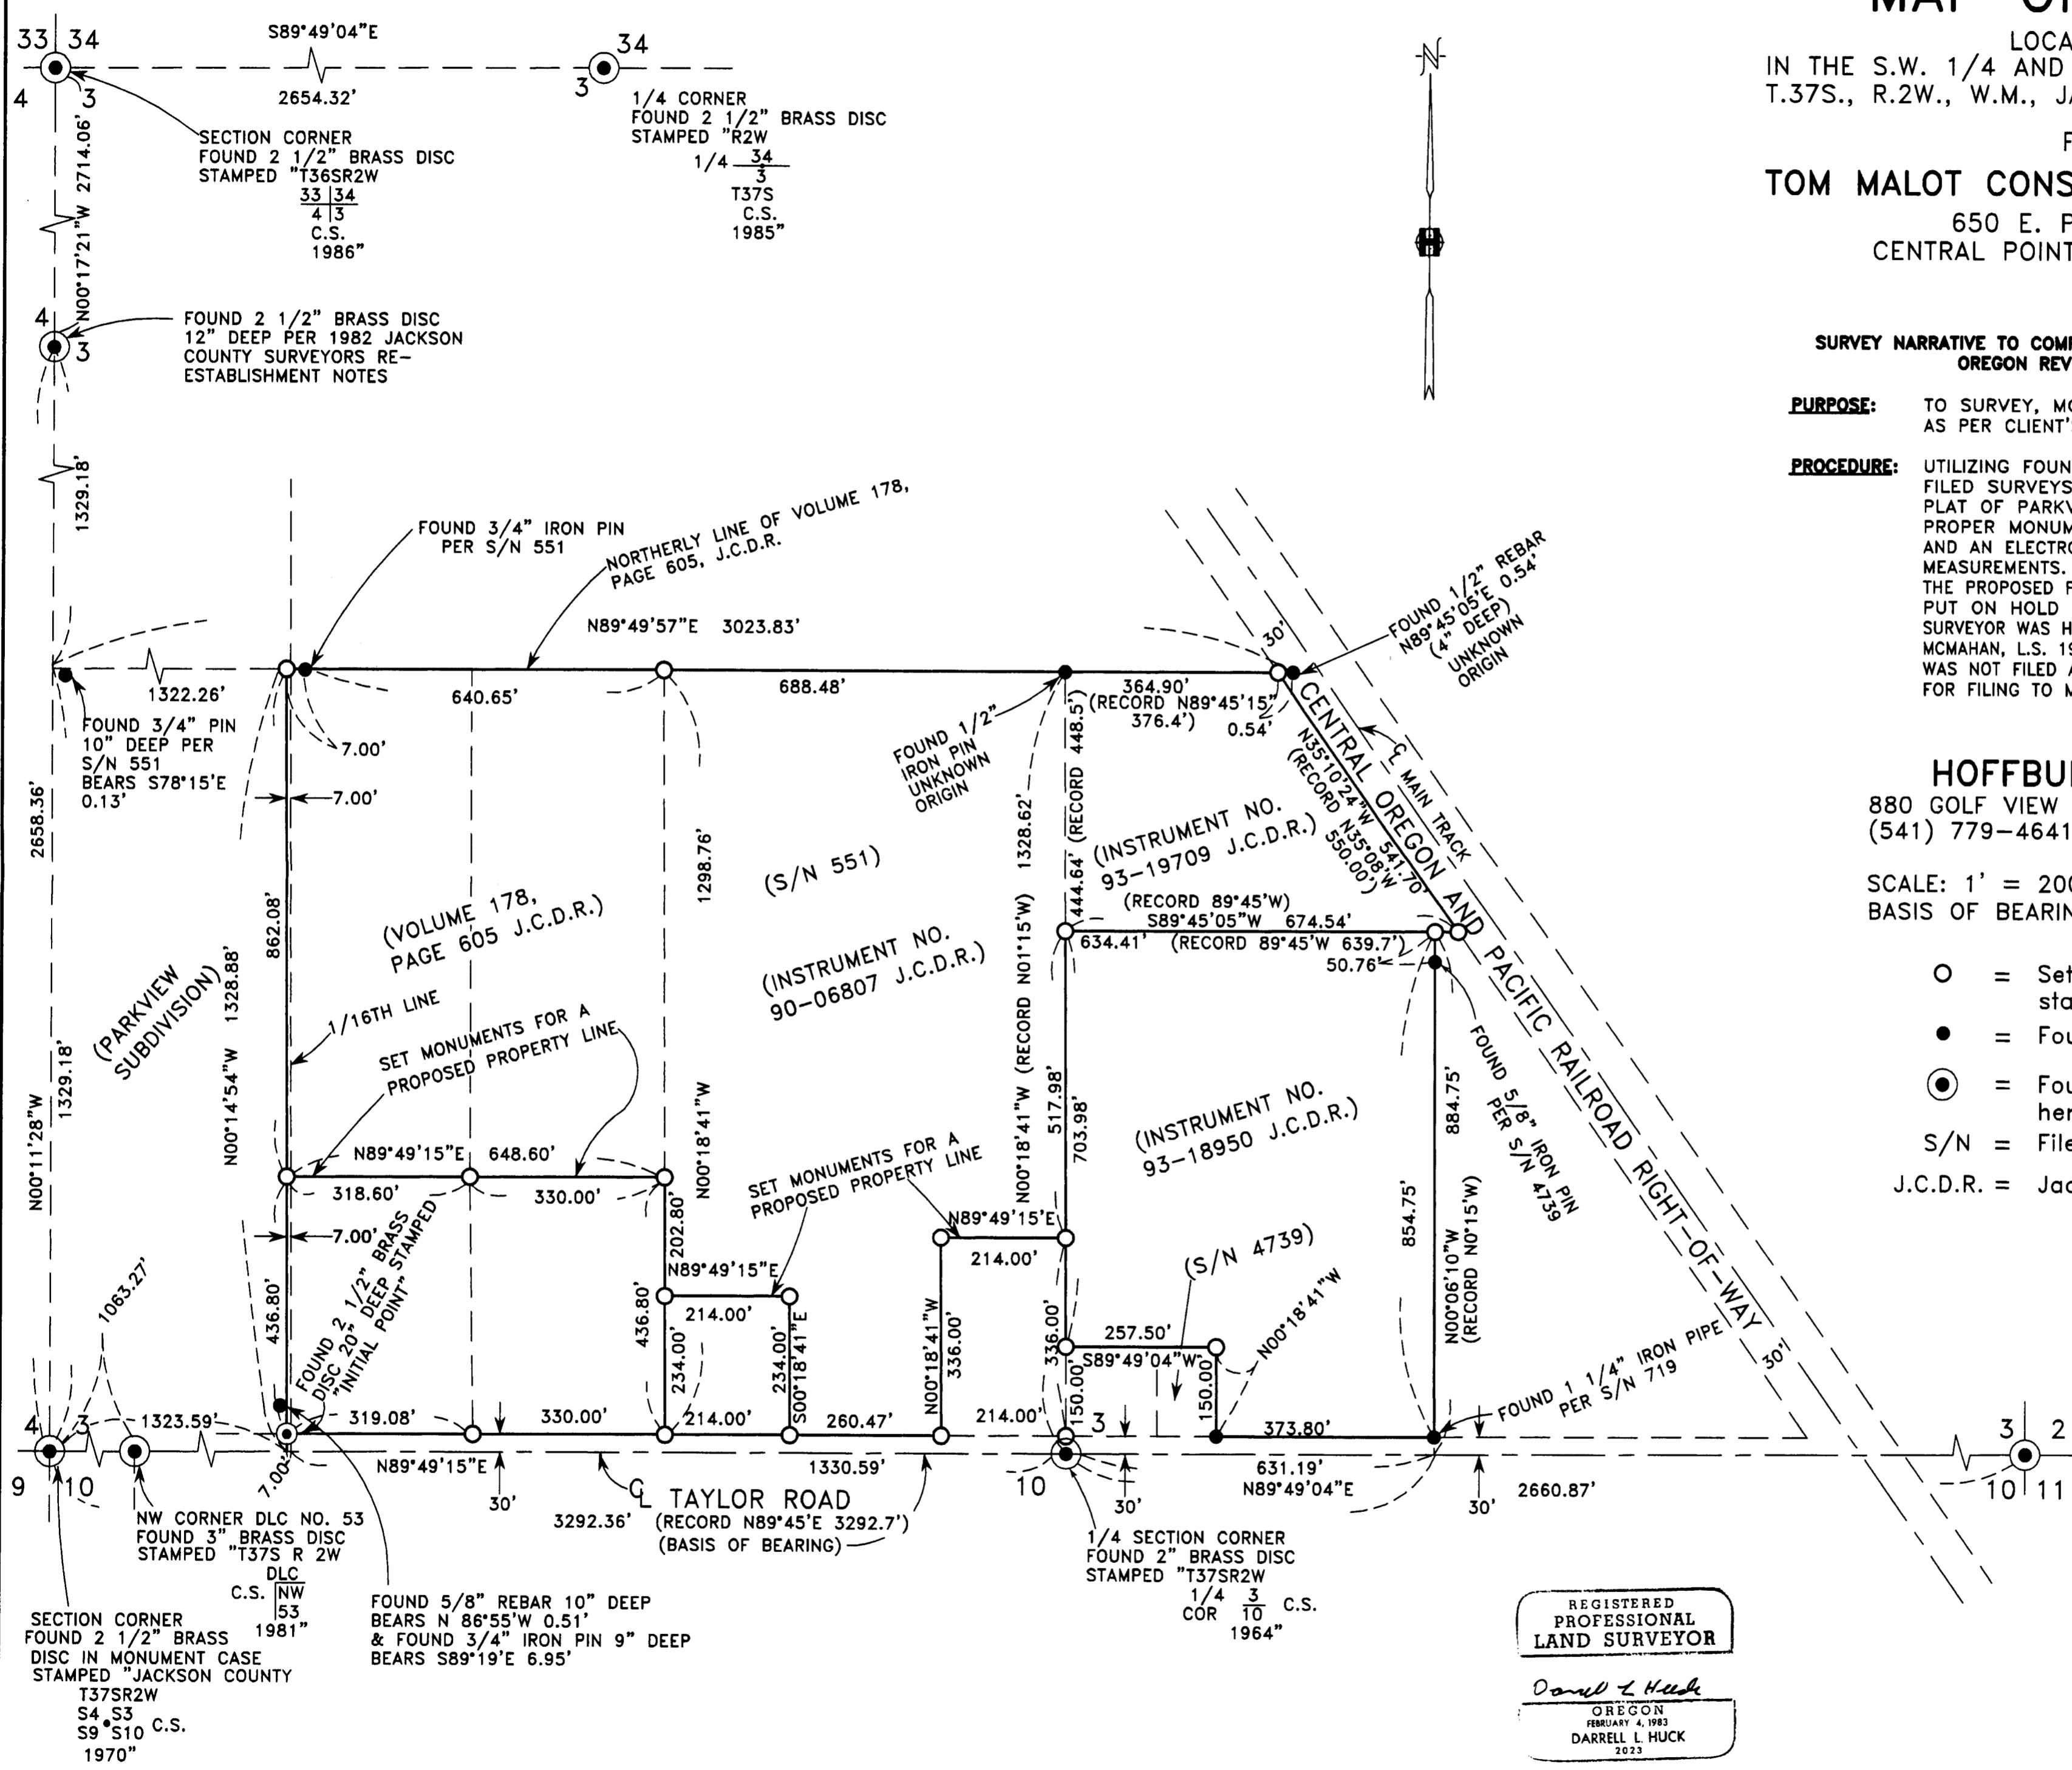 33 34
4 3
S89°49'04"E
2654.32'
34
3
1/4 CORNER
FOUND 2 1/2" BRASS DISC
STAMPED "R2W
1/4 34
3
T37S
C.S.
1985"
SECTION CORNER
FOUND 2 1/2" BRASS DISC
STAMPED "T36SR2W
33 34
4 3
C.S.
1986"
N00°17'21"W 2714.06'
4
3
FOUND 2 1/2" BRASS DISC
12" DEEP PER 1982 JACKSON
COUNTY SURVEYORS RE-
ESTABLISHMENT NOTES
1329.18'
N
H
LOCA
IN THE S.W. 1/4 AND
T.37S., R.2W., W.M., J
F
TOM MALOT CONS
650 E. P
CENTRAL POINT
SURVEY NARRATIVE TO COM
OREGON REV
PURPOSE: TO SURVEY, MO
AS PER CLIENT'
PROCEDURE: UTILIZING FOUN
FILED SURVEYS
PLAT OF PARKV
PROPER MONUM
AND AN ELECTRO
MEASUREMENTS.
THE PROPOSED F
PUT ON HOLD
SURVEYOR WAS H
MCMAHAN, L.S. 19
WAS NOT FILED A
FOR FILING TO M
HOFFBU
880 GOLF VIEW
(541) 779-4641
SCALE: 1' = 200
BASIS OF BEARIN
= Set
sta
= Fou
= Fou
her
S/N = File
J.C.D.R. = Jac
FOUND 3/4" IRON PIN
PER S/N 551
NORTHERLY LINE OF VOLUME 178,
PAGE 605, J.C.D.R.
N89°49'57"E 3023.83'
30'
FOUND 1/2" REBAR
N89°45'05"E 0.54'
(4" DEEP)
UNKNOWN
ORIGIN
1322.26'
640.65'
688.48'
364.90'
(RECORD N89°45'15"
376.4')
0.54'
FOUND 3/4" PIN
10" DEEP PER
S/N 551
BEARS S78°15'E
0.13'
7.00'
7.00'
FOUND 1/2"
IRON PIN
UNKNOWN
ORIGIN
2658.36'
N00°11'28"W
1329.18'
(PARKVIEW
SUBDIVISION)
N00°14'54"W 1328.88'
862.08'
(VOLUME 178,
PAGE 605 J.C.D.R.)
1/16TH LINE
SET MONUMENTS FOR A
PROPOSED PROPERTY LINE
1298.76'
N00°18'41"W
(S/N 551)
(INSTRUMENT NO.
90-06807 J.C.D.R.)
N00°18'41"W (RECORD N01°15'W) 1328.62'
444.64' (RECORD 448.5')
(INSTRUMENT NO.
93-19709 J.C.D.R.)
N35°10'24"W 541.70'
(RECORD N35°08'W
550.00')
CENTRAL OREGON AND PACIFIC RAILROAD RIGHT-OF-WAY
CL MAIN TRACK
(RECORD 89°45'W)
S89°45'05"W 674.54'
634.41'
(RECORD 89°45'W 639.7')
50.76'
FOUND 5/8" IRON PIN
PER S/N 4739
517.98'
703.98'
(INSTRUMENT NO.
93-18950 J.C.D.R.)
884.75'
854.75'
N00°06'10"W
(RECORD N0°15'W)
N89°49'15"E 648.60'
318.60'
330.00'
7.00'
436.80'
FOUND 2 1/2" BRASS
DISC 20" DEEP STAMPED
"INITIAL POINT"
202.80'
436.80'
N89°49'15"E
214.00'
234.00'
234.00'
S00°18'41"E
SET MONUMENTS FOR A
PROPOSED PROPERTY LINE
N89°49'15"E
214.00'
N00°18'41"W
336.00'
336.00'
150.00'
257.50'
S89°49'04"W
150.00'
(S/N 4739)
N00°18'41"W
FOUND 1 1/4" IRON PIPE
PER S/N 719
30'
1063.27'
4 3
9 10
1323.59'
319.08'
330.00'
214.00'
260.47'
214.00'
3
10
373.80'
3 2
10 11
7.00'
N89°49'15"E
30'
1330.59'
CL TAYLOR ROAD
3292.36' (RECORD N89°45'E 3292.7')
(BASIS OF BEARING)
30'
631.19'
N89°49'04"E
30'
2660.87'
NW CORNER DLC NO. 53
FOUND 3" BRASS DISC
STAMPED "T37S R 2W
DLC
C.S. NW
53
1981"
1/4 SECTION CORNER
FOUND 2" BRASS DISC
STAMPED "T37SR2W
1/4 3 C.S.
COR 10
1964"
SECTION CORNER
FOUND 2 1/2" BRASS
DISC IN MONUMENT CASE
STAMPED "JACKSON COUNTY
T37SR2W
S4 S3
S9 S10 C.S.
1970"
FOUND 5/8" REBAR 10" DEEP
BEARS N 86°55'W 0.51'
& FOUND 3/4" IRON PIN 9" DEEP
BEARS S89°19'E 6.95'
REGISTERED
PROFESSIONAL
LAND SURVEYOR
Darrell L Huck
OREGON
FEBRUARY 4, 1983
DARRELL L. HUCK
2023